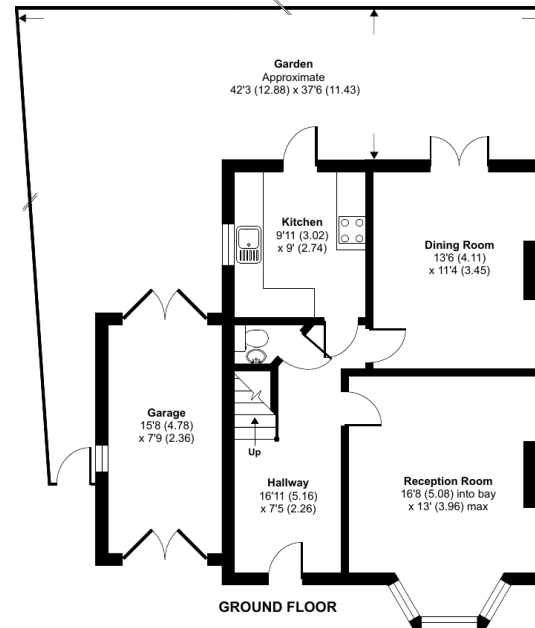 Garden
Approximate
42'3 (12.88) x 37'6 (11.43)
Kitchen
9'11 (3.02)
x 9' (2.74)
Dining Room
13'6 (4.11)
x 11'4 (3.45)
Garage
15'8 (4.78)
x 7'9 (2.36)
Up
Hallway
16'11 (5.16)
x 7'5 (2.26)
Reception Room
16'8 (5.08) into bay
x 13' (3.96) max
GROUND FLOOR